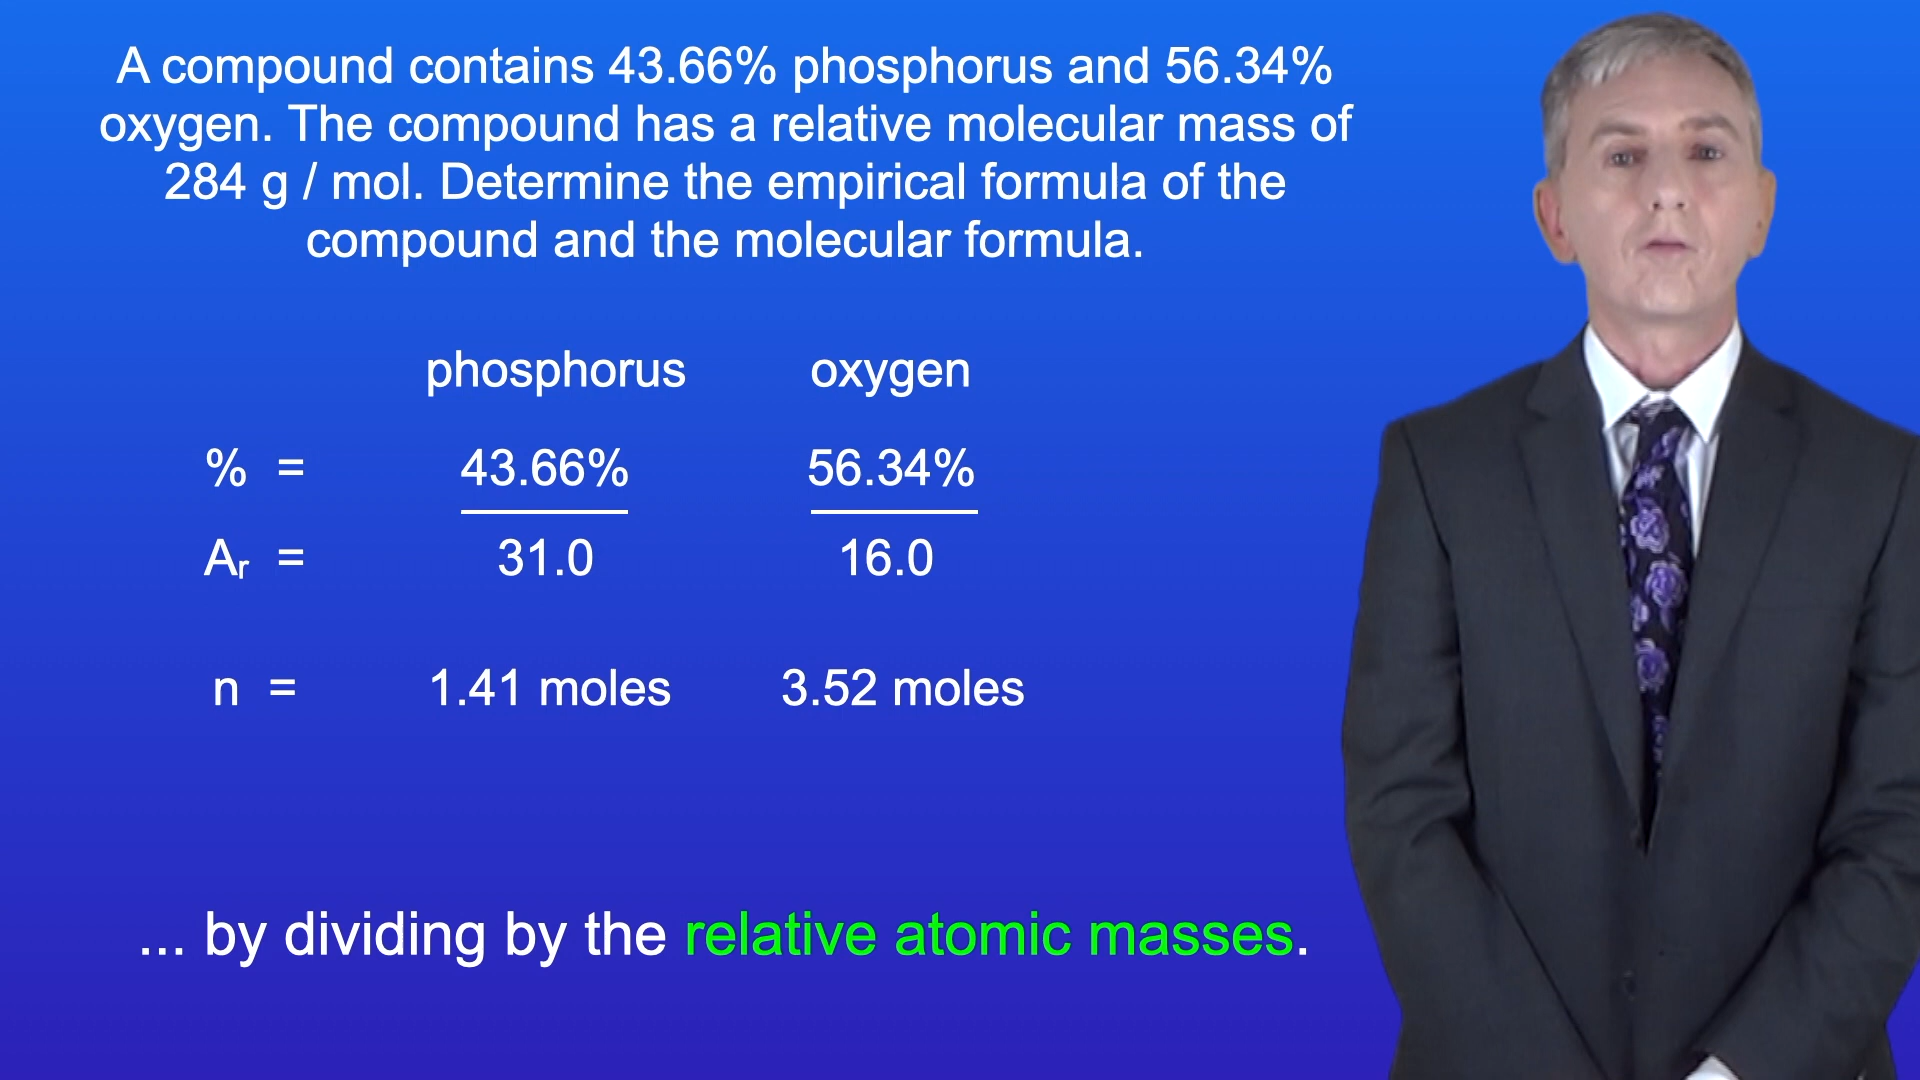 A compound contains 43.66% phosphorus and 56.34%
oxygen. The compound has a relative molecular mass of
284 g / mol. Determine the empirical formula of the
compound and the molecular formula.
phosphorus oxygen
% = 43.66% 56.34%
Ar = 31.0 16.0
n = 1.41 moles 3.52 moles
... by dividing by the relative atomic masses.